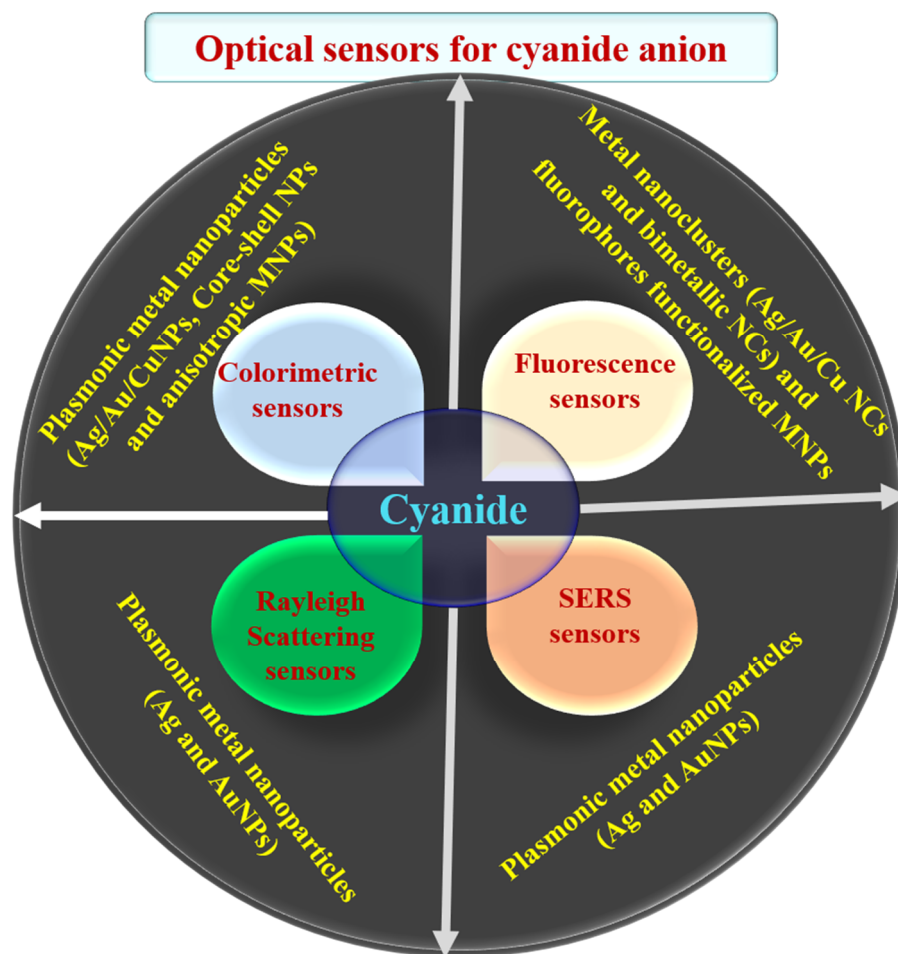 Optical sensors for cyanide anion
Plasmonic metal nanoparticles
(Ag/Au/CuNPs, Core-shell NPs
and anisotropic MNPs)
Metal nanoclusters (Ag/Au/Cu NCs
and bimetallic NCs) and
fluorophores functionalized MNPs
Colorimetric
sensors
Fluorescence
sensors
Cyanide
Rayleigh
Scattering
sensors
SERS
sensors
Plasmonic metal nanoparticles
(Ag and AuNPs)
Plasmonic metal nanoparticles
(Ag and AuNPs)